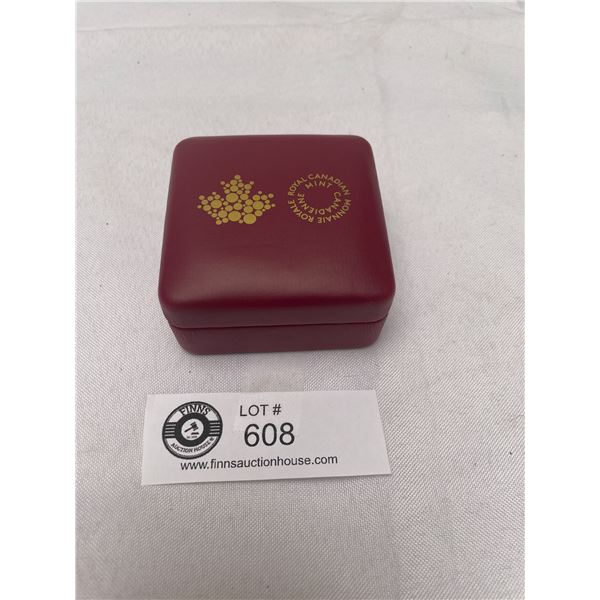 ROYAL CANADIAN
MINT
MONNAIE ROYALE
CANADIENNE
FINNS
AUCTION HOUSE
LOT #
608
www.finnsauctionhouse.com